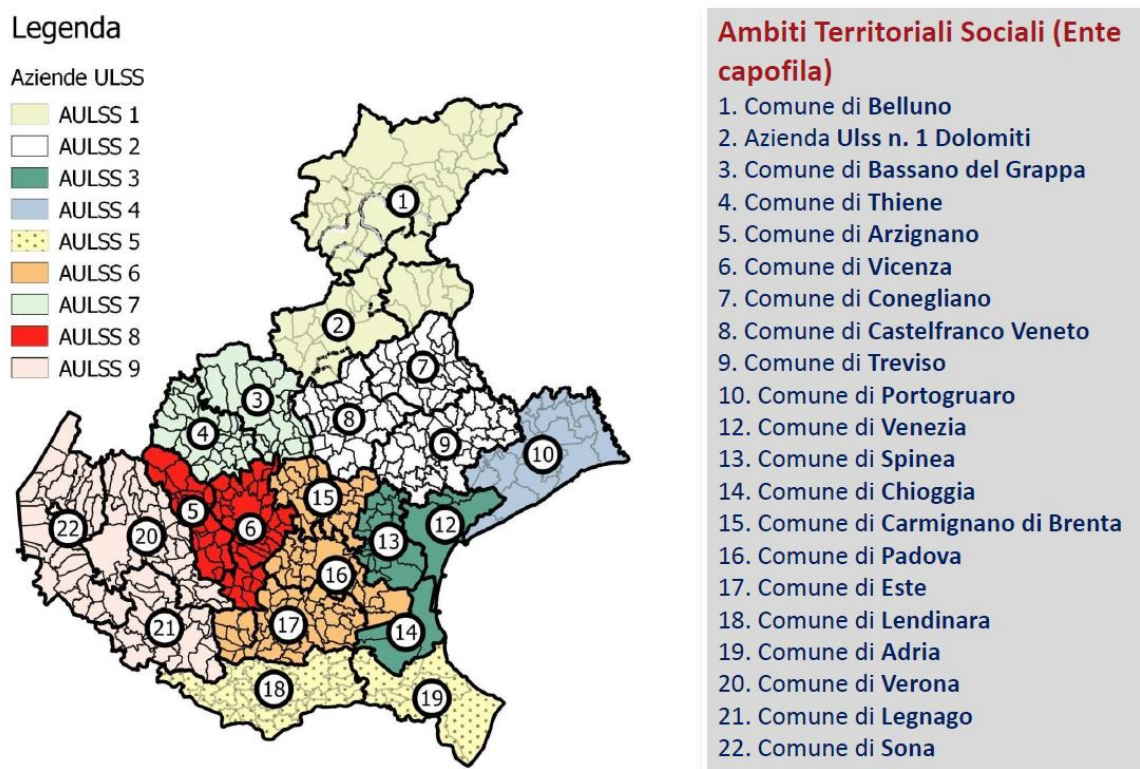 Legenda
Aziende ULSS
AULSS 1
AULSS 2
AULSS 3
AULSS 4
AULSS 5
AULSS 6
AULSS 7
AULSS 8
AULSS 9
1
2
3
4
5
6
7
8
9
10
12
13
14
15
16
17
18
19
20
21
22
Ambiti Territoriali Sociali (Ente
capofila)
1. Comune di Belluno
2. Azienda Ulss n. 1 Dolomiti
3. Comune di Bassano del Grappa
4. Comune di Thiene
5. Comune di Arzignano
6. Comune di Vicenza
7. Comune di Conegliano
8. Comune di Castelfranco Veneto
9. Comune di Treviso
10. Comune di Portogruaro
12. Comune di Venezia
13. Comune di Spinea
14. Comune di Chioggia
15. Comune di Carmignano di Brenta
16. Comune di Padova
17. Comune di Este
18. Comune di Lendinara
19. Comune di Adria
20. Comune di Verona
21. Comune di Legnago
22. Comune di Sona